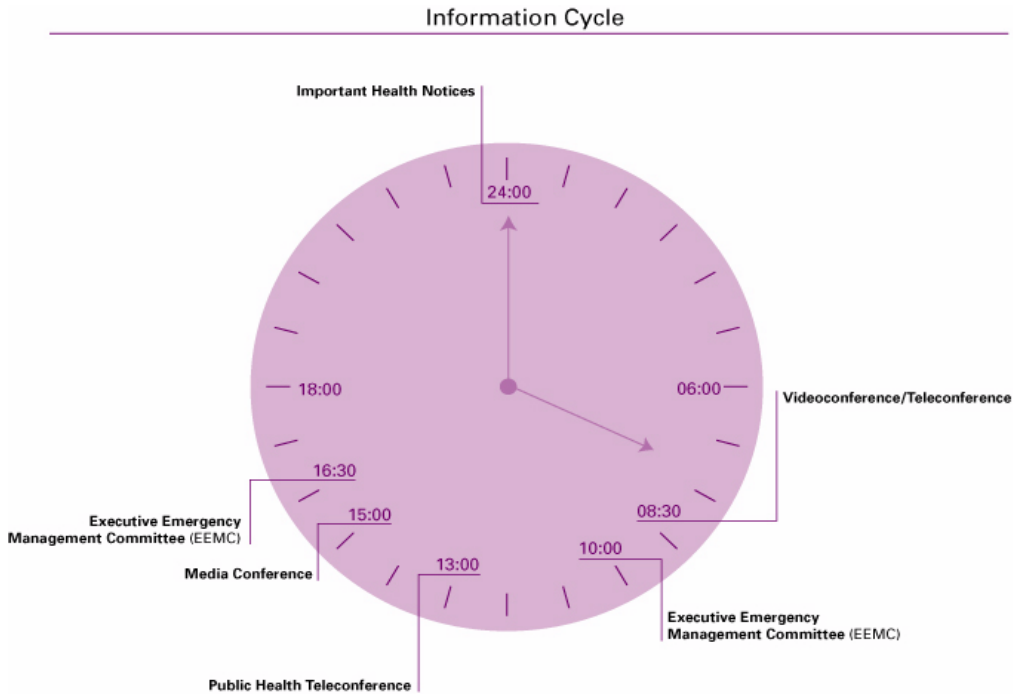 Information Cycle
Important Health Notices
24:00
18:00
06:00
Videoconference/Teleconference
16:30
08:30
15:00
Executive Emergency
Management Committee (EEMC)
10:00
13:00
Media Conference
Executive Emergency
Management Committee (EEMC)
Public Health Teleconference